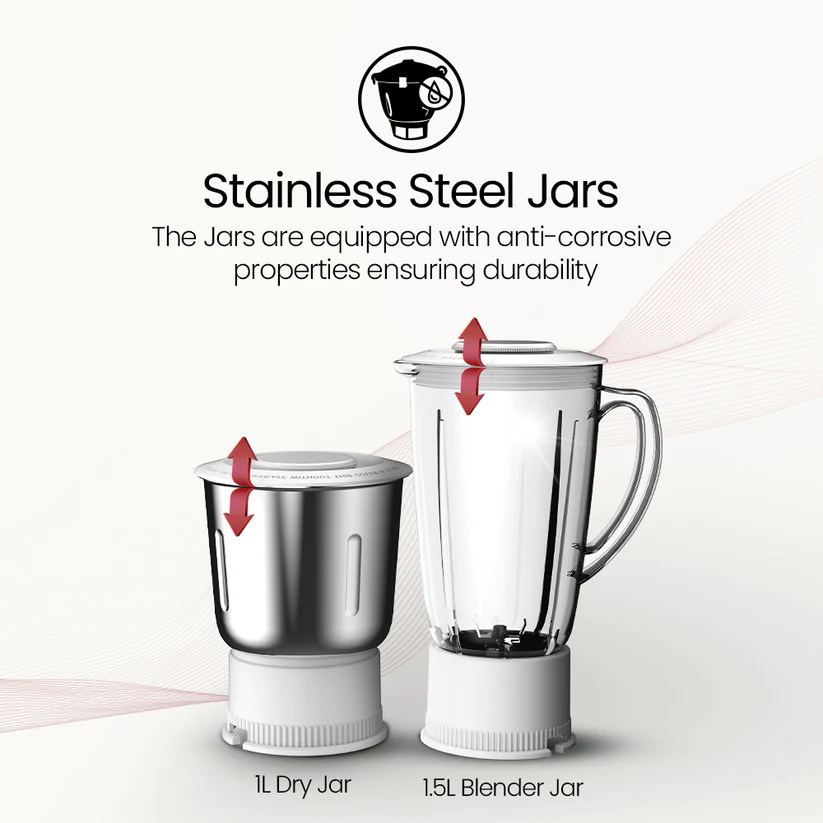 Stainless Steel Jars
The Jars are equipped with anti-corrosive
properties ensuring durability
1L Dry Jar
1.5L Blender Jar